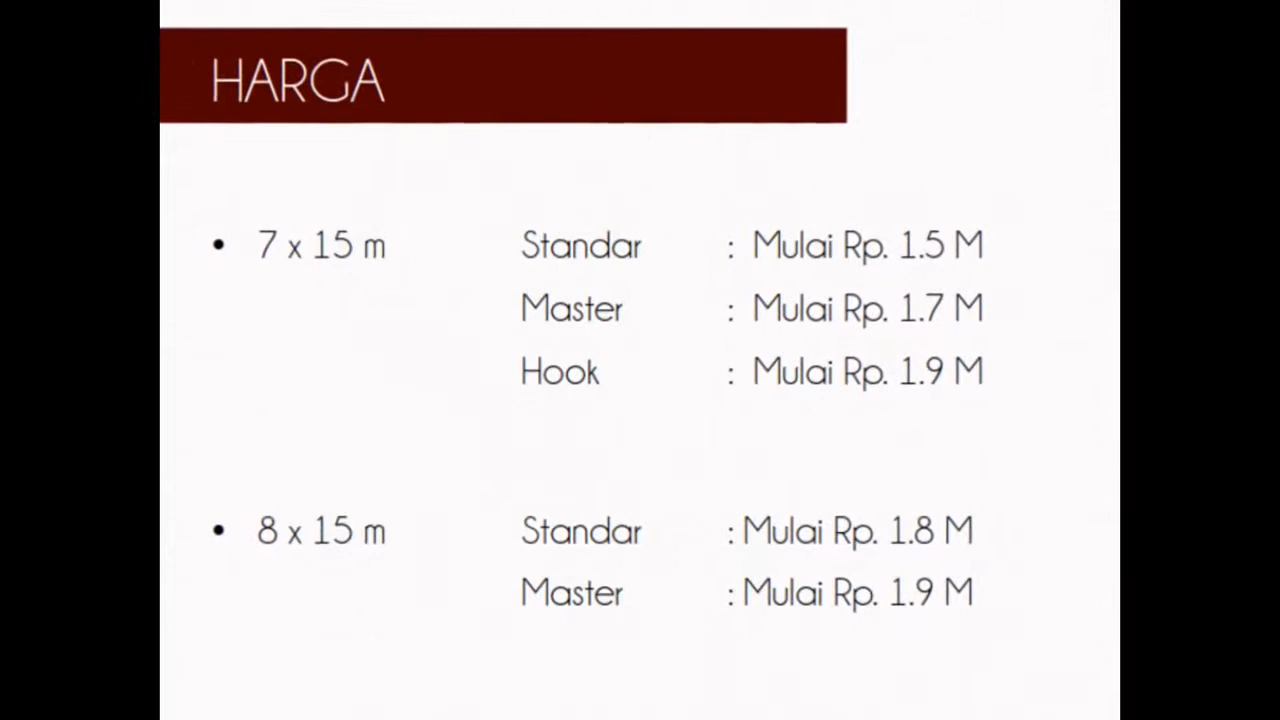 HARGA
• 7 x 15 m Standar : Mulai Rp. 1.5 M
Master : Mulai Rp. 1.7 M
Hook : Mulai Rp. 1.9 M
• 8 x 15 m Standar : Mulai Rp. 1.8 M
Master : Mulai Rp. 1.9 M